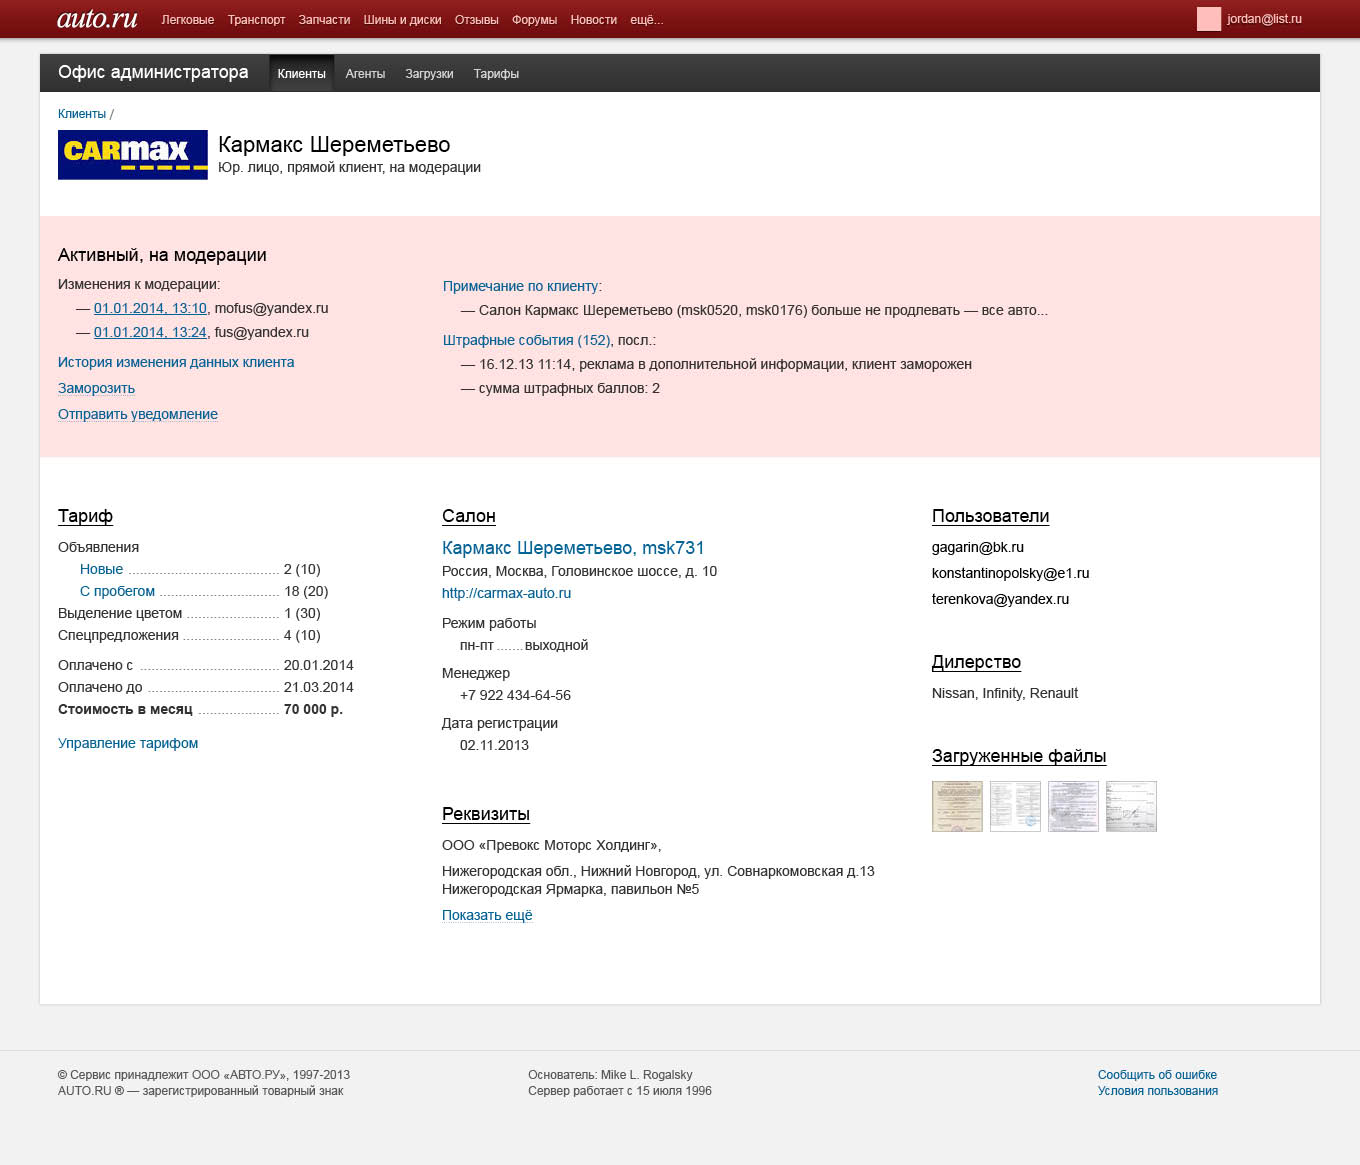 auto.ru Легковые Транспорт Запчасти Шины и диски Отзывы Форумы Новости ещё... jordan@list.ru
Офис администратора Клиенты Агенты Загрузки Тарифы
Клиенты /
CARmax
Кармакс Шереметьево
Юр. лицо, прямой клиент, на модерации
Активный, на модерации
Изменения к модерации:
— 01.01.2014, 13:10, mofus@yandex.ru
— 01.01.2014, 13:24, fus@yandex.ru
История изменения данных клиента
Заморозить
Отправить уведомление
Примечание по клиенту:
— Салон Кармакс Шереметьево (msk0520, msk0176) больше не продлевать — все авто...
Штрафные события (152), посл.:
— 16.12.13 11:14, реклама в дополнительной информации, клиент заморожен
— сумма штрафных баллов: 2
Тариф
Объявления
Новые ...................................... 2 (10)
С пробегом .............................. 18 (20)
Выделение цветом ....................... 1 (30)
Спецпредложения ........................ 4 (10)
Оплачено с ................................... 20.01.2014
Оплачено до ................................. 21.03.2014
Стоимость в месяц ..................... 70 000 р.
Управление тарифом
Салон
Кармакс Шереметьево, msk731
Россия, Москва, Головинское шоссе, д. 10
http://carmax-auto.ru
Режим работы
пн-пт ....... выходной
Менеджер
+7 922 434-64-56
Дата регистрации
02.11.2013
Реквизиты
ООО «Превокс Моторс Холдинг»,
Нижегородская обл., Нижний Новгород, ул. Совнаркомовская д.13
Нижегородская Ярмарка, павильон №5
Показать ещё
Пользователи
gagarin@bk.ru
konstantinopolsky@e1.ru
terenkova@yandex.ru
Дилерство
Nissan, Infinity, Renault
Загруженные файлы
© Сервис принадлежит ООО «АВТО.РУ», 1997-2013
AUTO.RU ® — зарегистрированный товарный знак
Основатель: Mike L. Rogalsky
Сервер работает с 15 июля 1996
Сообщить об ошибке
Условия пользования